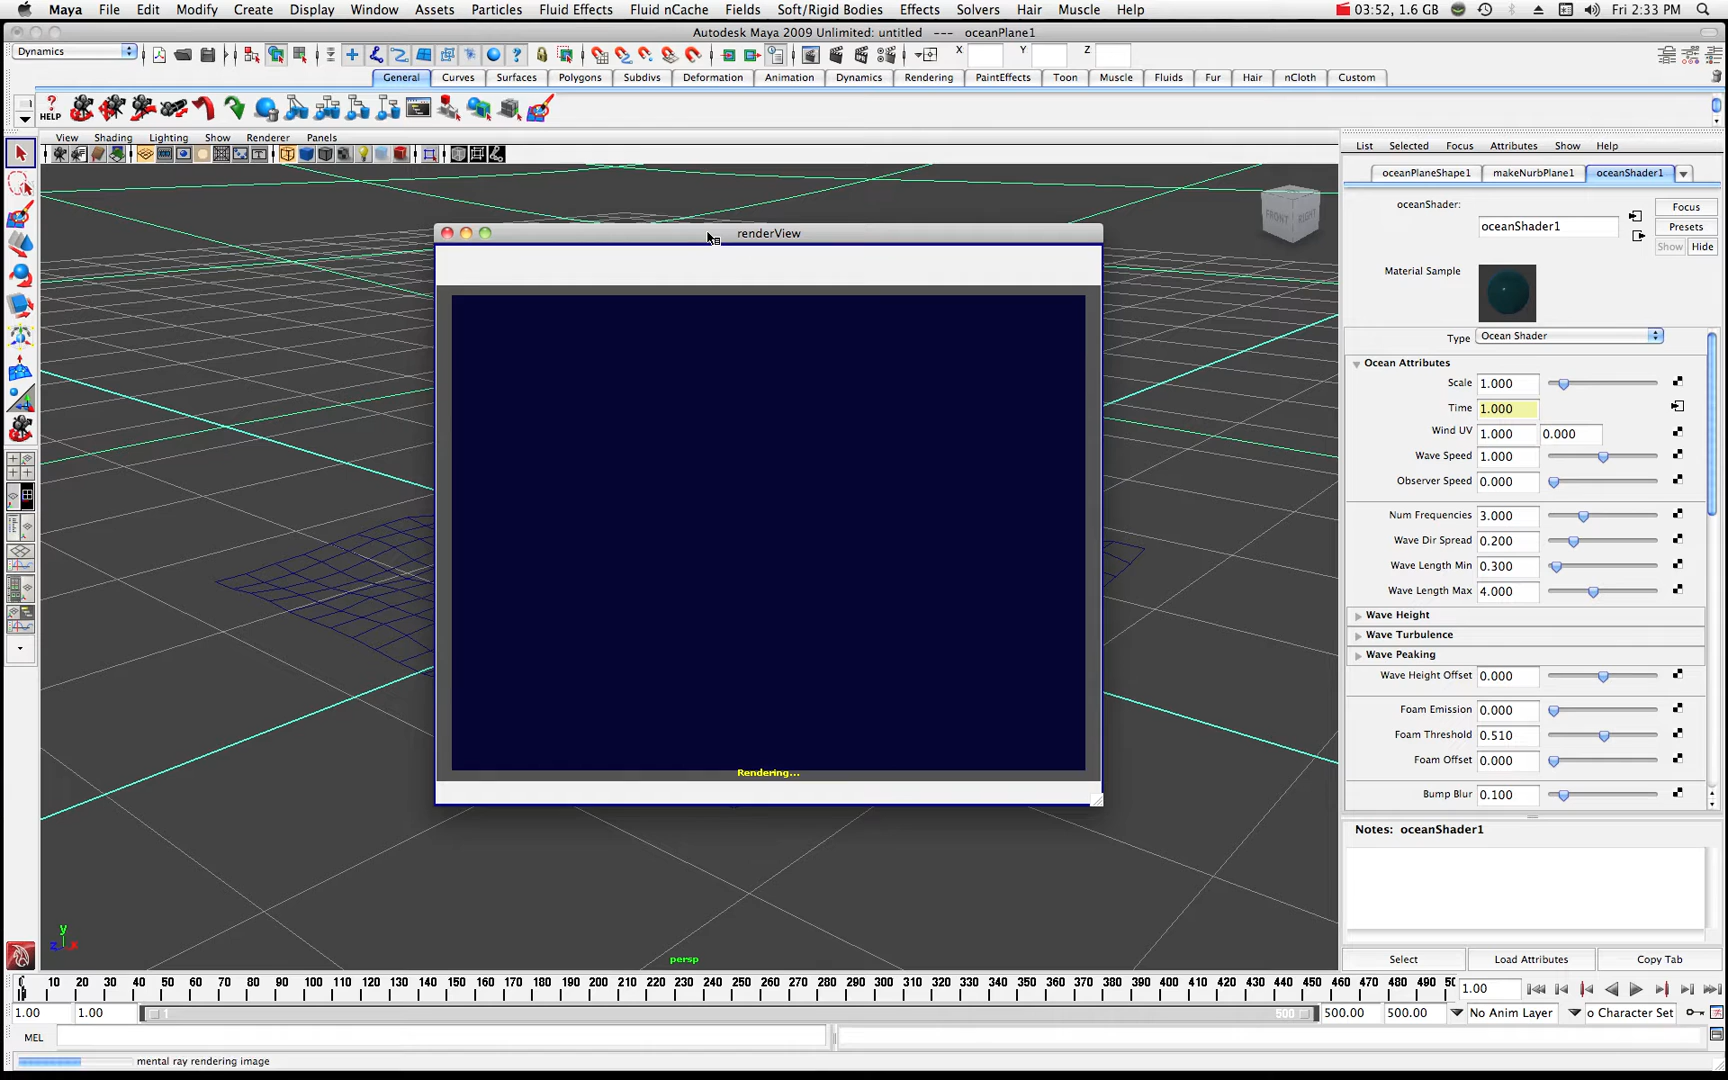 Maya File Edit Modify Create Display Window Assets Particles Fluid Effects Fluid nCache Fields Soft/Rigid Bodies Effects Solvers Hair Muscle Help 03:52, 1.6 GB Fri 2:33 PM
Autodesk Maya 2009 Unlimited: untitled --- oceanPlane1
Dynamics X Y Z
General Curves Surfaces Polygons Subdivs Deformation Animation Dynamics Rendering PaintEffects Toon Muscle Fluids Fur Hair nCloth Custom
? HELP
View Shading Lighting Show Renderer Panels
List Selected Focus Attributes Show Help
oceanPlaneShape1 makeNurbPlane1 oceanShader1
oceanShader: oceanShader1
Focus
Presets
Show Hide
FRONT RIGHT
renderView
Rendering...
Material Sample
Type Ocean Shader
Ocean Attributes
Scale 1.000
Time 1.000
Wind UV 1.000 0.000
Wave Speed 1.000
Observer Speed 0.000
Num Frequencies 3.000
Wave Dir Spread 0.200
Wave Length Min 0.300
Wave Length Max 4.000
Wave Height
Wave Turbulence
Wave Peaking
Wave Height Offset 0.000
Foam Emission 0.000
Foam Threshold 0.510
Foam Offset 0.000
Bump Blur 0.100
Notes: oceanShader1
y
z x
persp
Select Load Attributes Copy Tab
10 20 30 40 50 60 70 80 90 100 110 120 130 140 150 160 170 180 190 200 210 220 230 240 250 260 270 280 290 300 310 320 330 340 350 360 370 380 390 400 410 420 430 440 450 460 470 480 490 50 1.00
1.00 1.00 1 500 500.00 500.00 No Anim Layer o Character Set
MEL
mental ray rendering image